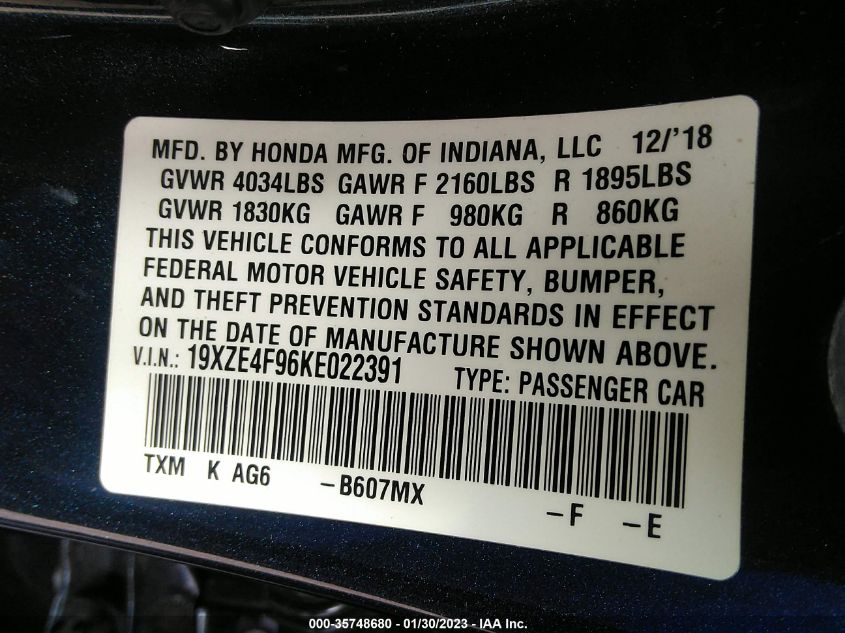 MFD. BY HONDA MFG. OF INDIANA, LLC 12/'18
GVWR 4034LBS GAWR F 2160LBS R 1895LBS
GVWR 1830KG GAWR F 980KG R 860KG
THIS VEHICLE CONFORMS TO ALL APPLICABLE
FEDERAL MOTOR VEHICLE SAFETY, BUMPER,
AND THEFT PREVENTION STANDARDS IN EFFECT
ON THE DATE OF MANUFACTURE SHOWN ABOVE.
V.I.N.: 19XZE4F96KE022391 TYPE: PASSENGER CAR
TXM K AG6 -B607MX -F -E
000-35748680 - 01/30/2023 - IAA Inc.